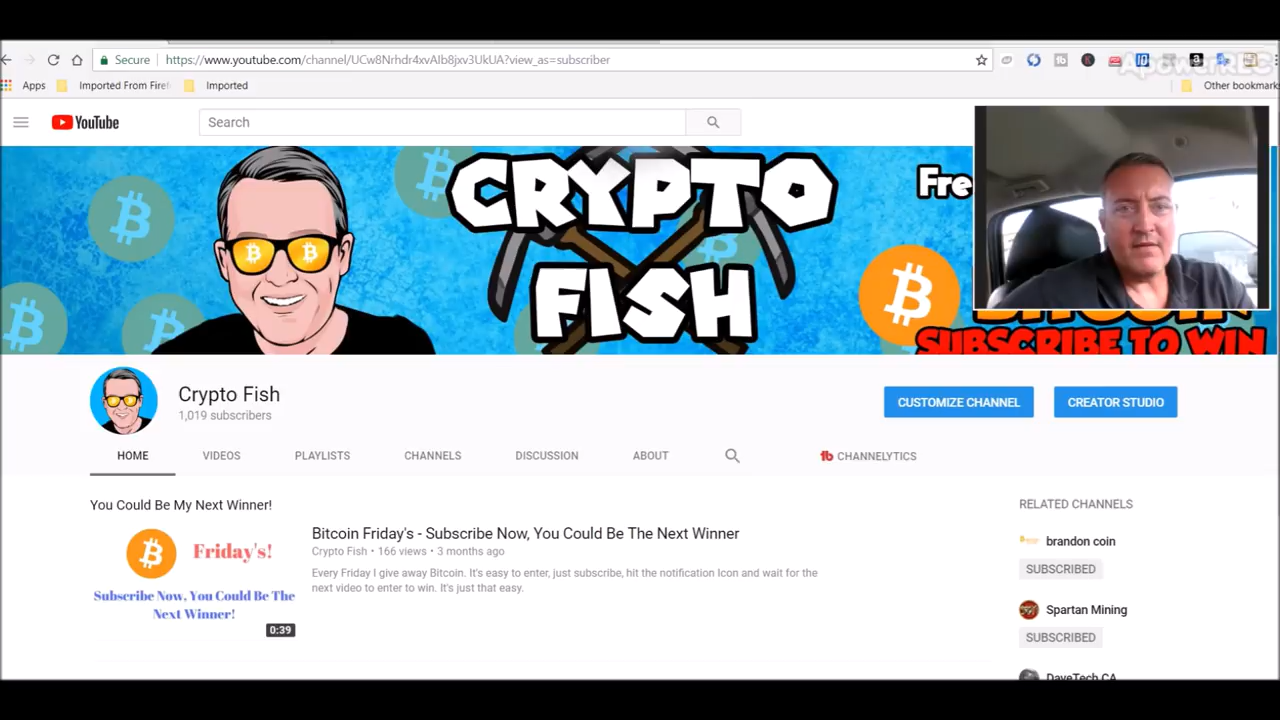 Secure
https://www.youtube.com/channel/UCw8Nrhdr4xvAIb8jxv3UkUA?view_as=subscriber
ApowerREC
Apps
Imported From Firef
Imported
Other bookmark
YouTube
Search
CRYPTO
FISH
Fre
SUBSCRIBE TO WIN
Crypto Fish
1,019 subscribers
CUSTOMIZE CHANNEL
CREATOR STUDIO
HOME
VIDEOS
PLAYLISTS
CHANNELS
DISCUSSION
ABOUT
CHANNELYTICS
You Could Be My Next Winner!
RELATED CHANNELS
Friday's!
Subscribe Now, You Could Be The
Next Winner!
0:39
Bitcoin Friday's - Subscribe Now, You Could Be The Next Winner
Crypto Fish • 166 views • 3 months ago
Every Friday I give away Bitcoin. It's easy to enter, just subscribe, hit the notification Icon and wait for the
next video to enter to win. It's just that easy.
brandon coin
SUBSCRIBED
Spartan Mining
SUBSCRIBED
DaveTech CA